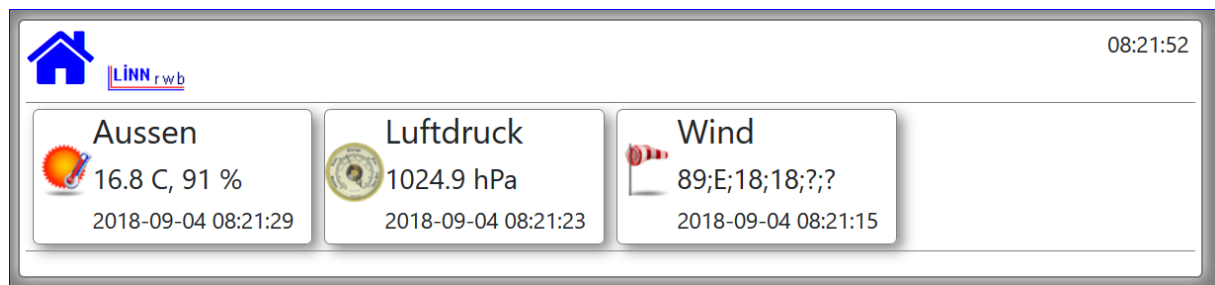 LiNN rwb
08:21:52
Aussen
16.8 C, 91 %
2018-09-04 08:21:29
Luftdruck
1024.9 hPa
2018-09-04 08:21:23
Wind
89;E;18;18;?;?
2018-09-04 08:21:15